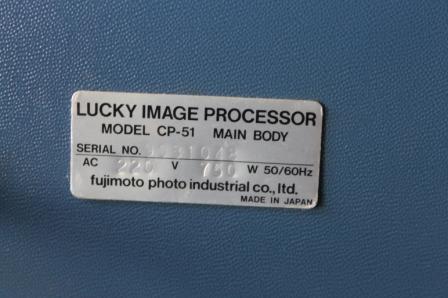 LUCKY IMAGE PROCESSOR
MODEL CP-51 MAIN BODY
SERIAL NO.
AC 220 V 750 W 50/60Hz
fujimoto photo industrial co., ltd.
MADE IN JAPAN